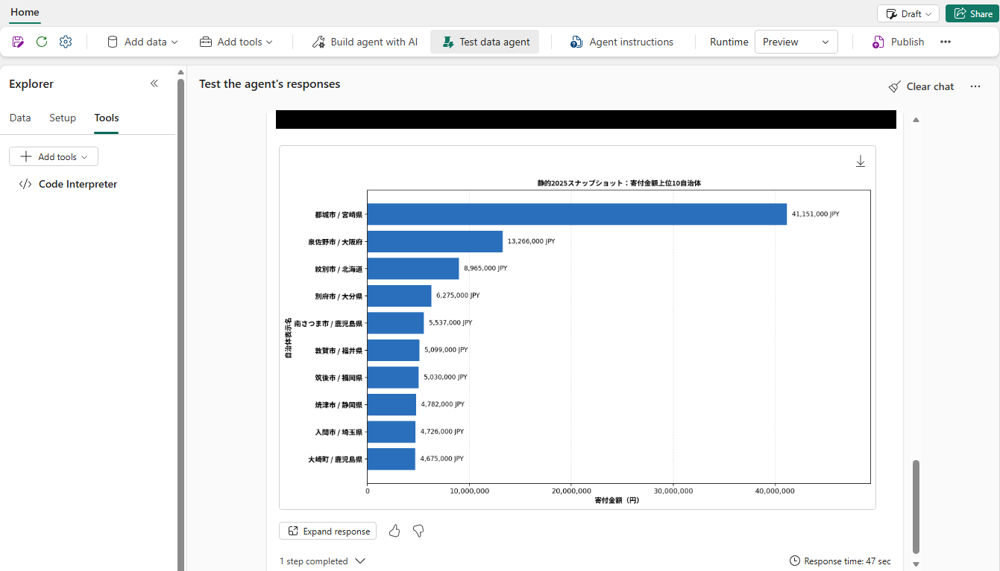 Home
Draft
Share
Add data
Add tools
Build agent with AI
Test data agent
Agent instructions
Runtime
Preview
Publish
Explorer
Data
Setup
Tools
Add tools
Code Interpreter
Test the agent's responses
Clear chat
静的2025スナップショット：寄付金額上位10自治体
都城市 / 宮崎県
41,151,000 JPY
泉佐野市 / 大阪府
13,266,000 JPY
紋別市 / 北海道
8,965,000 JPY
別府市 / 大分県
6,275,000 JPY
南さつま市 / 鹿児島県
5,537,000 JPY
敦賀市 / 福井県
5,099,000 JPY
筑後市 / 福岡県
5,030,000 JPY
焼津市 / 静岡県
4,782,000 JPY
入間市 / 埼玉県
4,726,000 JPY
大崎町 / 鹿児島県
4,675,000 JPY
自治体表示名
0
10,000,000
20,000,000
30,000,000
40,000,000
寄付金額（円）
Expand response
1 step completed
Response time: 47 sec